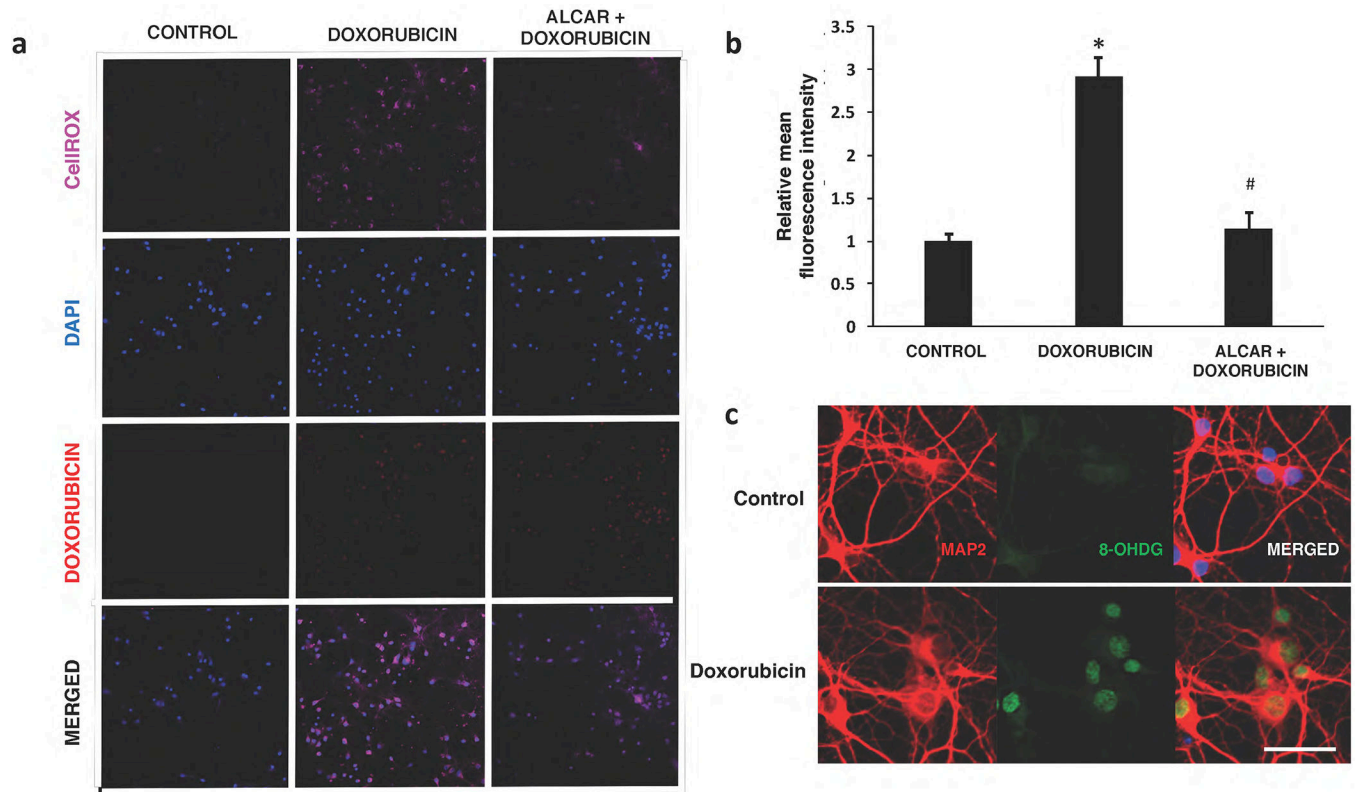 a
CONTROL
DOXORUBICIN
ALCAR +
DOXORUBICIN
CellROX
DAPI
DOXORUBICIN
MERGED
b
Relative mean
fluorescence intensity
3.5
3
2.5
2
1.5
1
0.5
0
*
#
CONTROL
DOXORUBICIN
ALCAR +
DOXORUBICIN
c
Control
MAP2
8-OHDG
MERGED
Doxorubicin